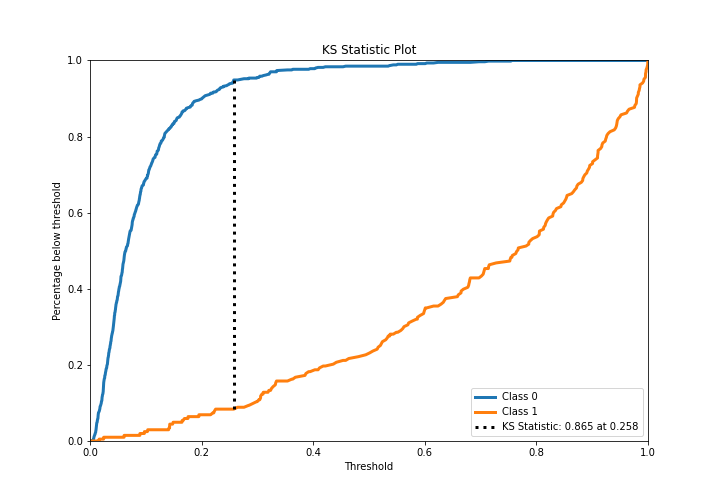 KS Statistic Plot
1.0
0.8
0.6
0.4
0.2
0.0
Percentage below threshold
Class 0
Class 1
KS Statistic: 0.865 at 0.258
0.0 0.2 0.4 0.6 0.8 1.0
Threshold